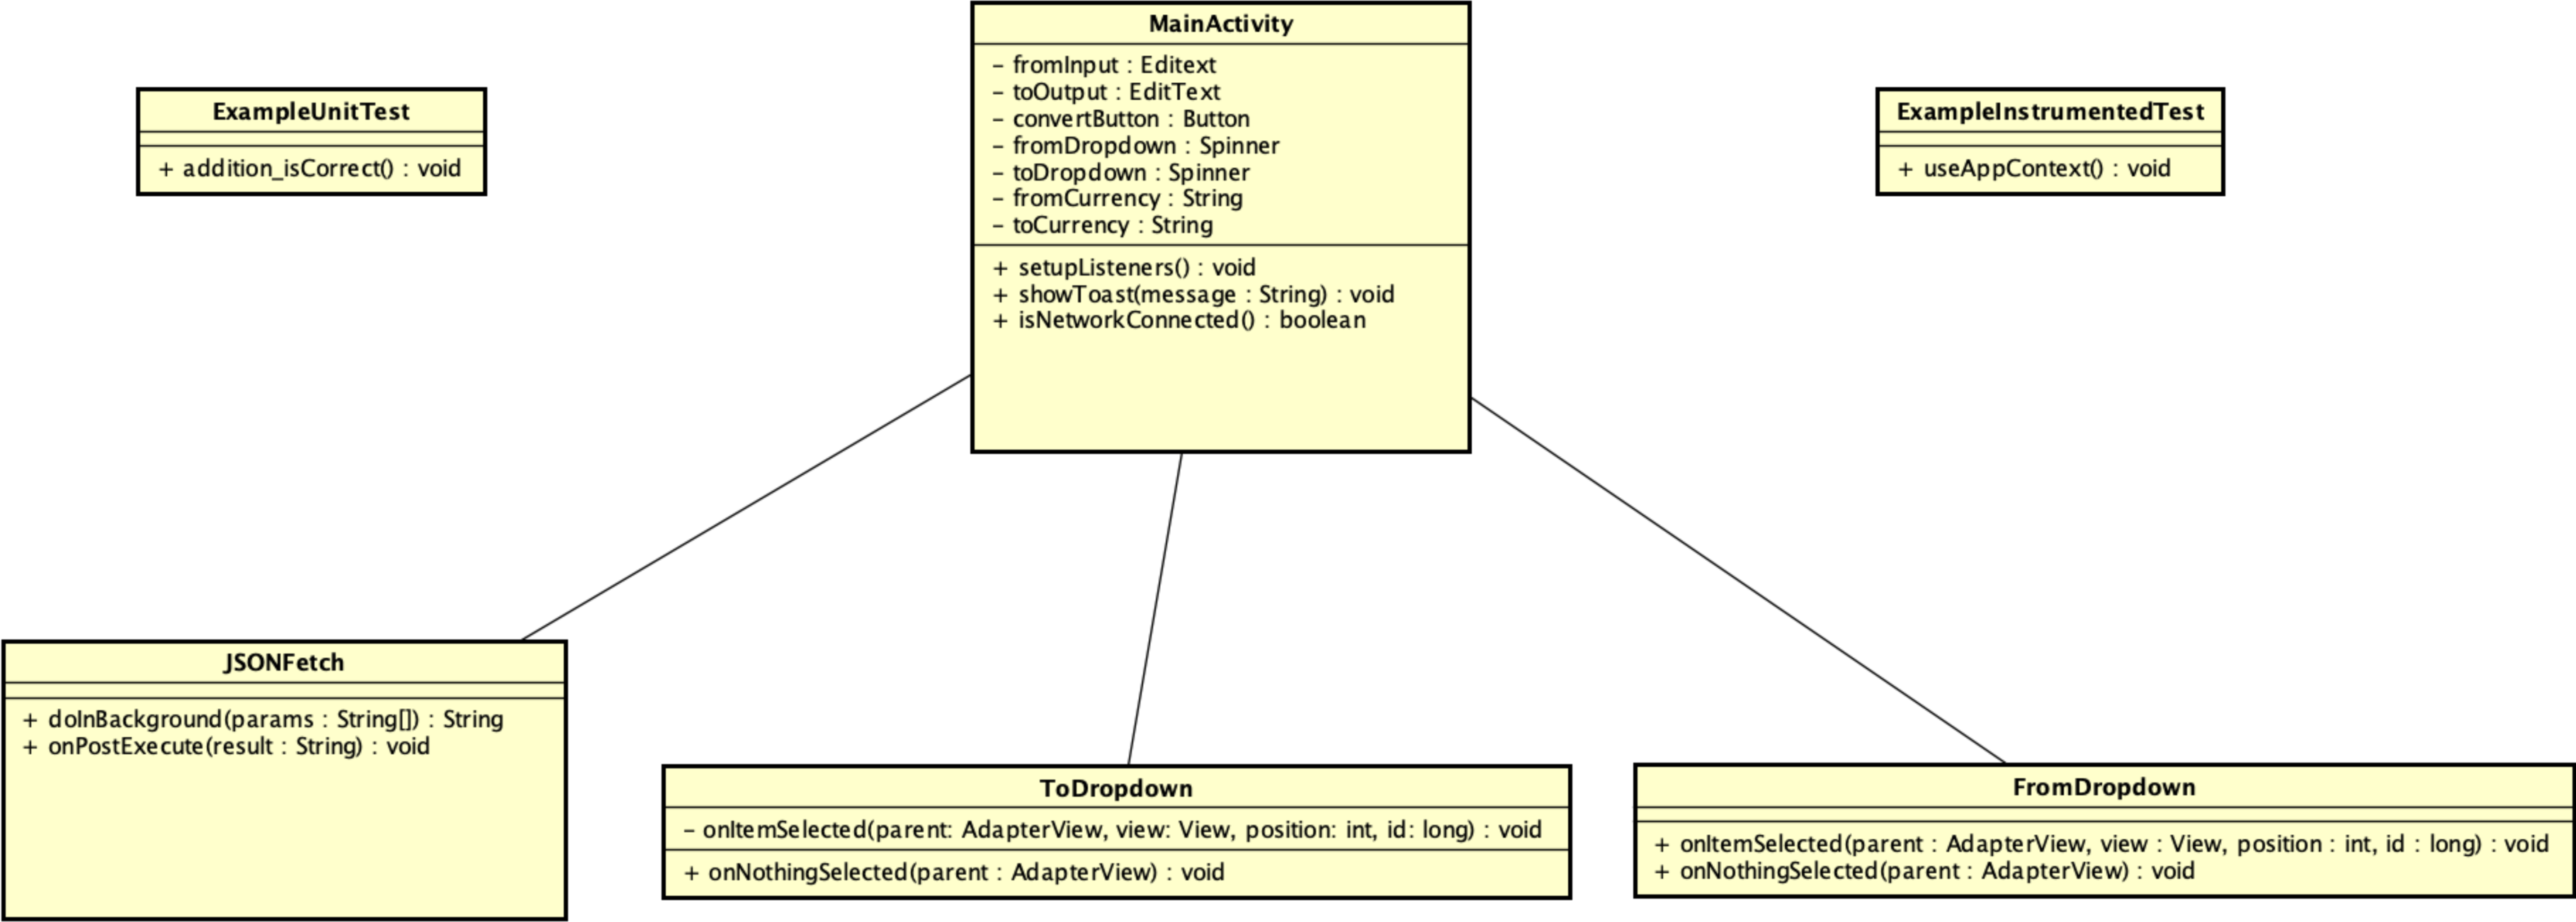 MainActivity
- fromInput : Editext
- toOutput : EditText
- convertButton : Button
- fromDropdown : Spinner
- toDropdown : Spinner
- fromCurrency : String
- toCurrency : String
+ setupListeners() : void
+ showToast(message : String) : void
+ isNetworkConnected() : boolean
ExampleUnitTest
+ addition_isCorrect() : void
ExampleInstrumentedTest
+ useAppContext() : void
JSONFetch
+ doInBackground(params : String[]) : String
+ onPostExecute(result : String) : void
ToDropdown
- onItemSelected(parent: AdapterView, view: View, position: int, id: long) : void
+ onNothingSelected(parent : AdapterView) : void
FromDropdown
+ onItemSelected(parent : AdapterView, view : View, position : int, id : long) : void
+ onNothingSelected(parent : AdapterView) : void